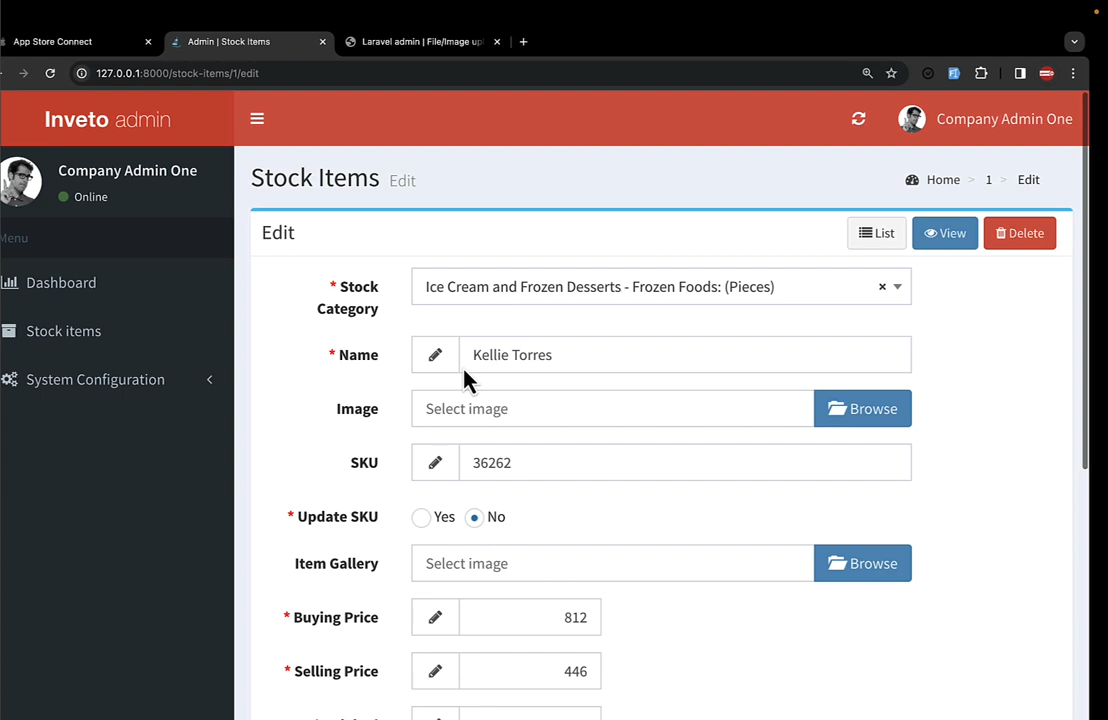 App Store Connect
Admin | Stock Items
Laravel admin | File/Image upl
127.0.0.1:8000/stock-items/1/edit
Inveto admin
Company Admin One
Company Admin One
Online
Menu
Dashboard
Stock items
System Configuration
Stock Items Edit
Home > 1 > Edit
Edit
List
View
Delete
* Stock
Category
Ice Cream and Frozen Desserts - Frozen Foods: (Pieces)
* Name
Kellie Torres
Image
Select image
Browse
SKU
36262
* Update SKU
Yes
No
Item Gallery
Select image
Browse
* Buying Price
812
* Selling Price
446